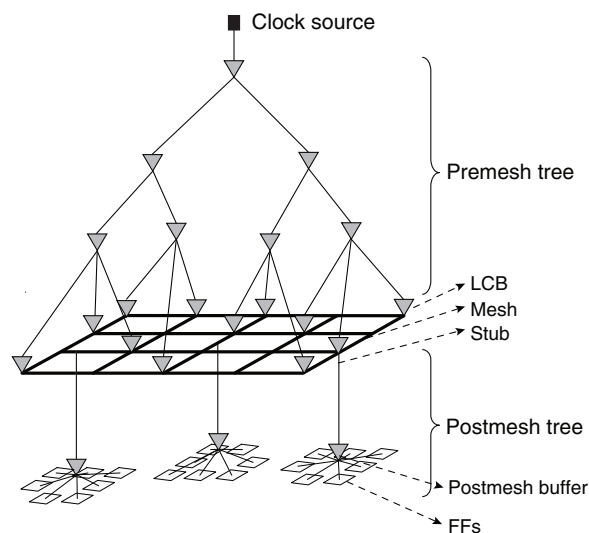 Clock source
Premesh tree
LCB
Mesh
Stub
Postmesh tree
Postmesh buffer
FFs